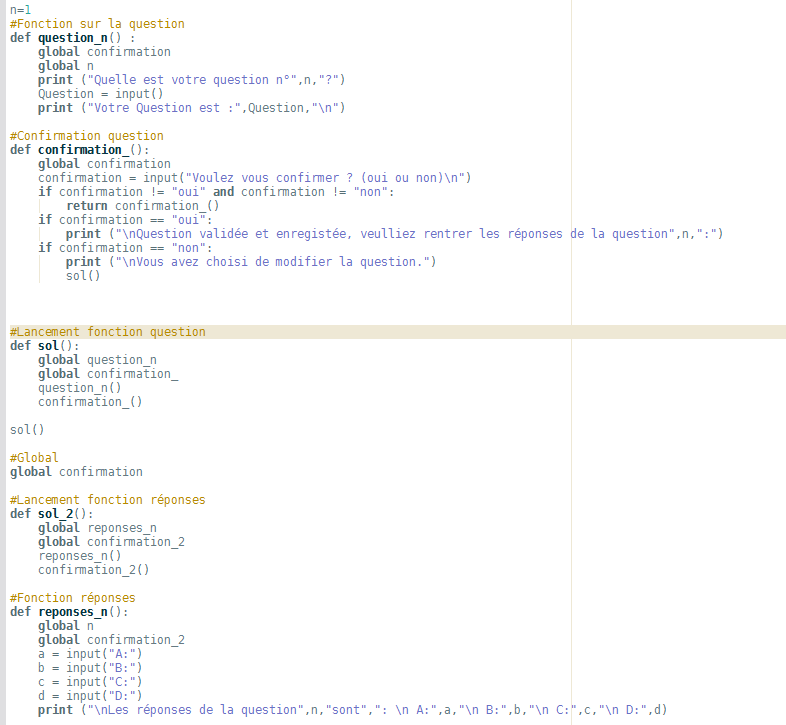 n=1
#Fonction sur la question
def question_n() :
    global confirmation
    global n
    print ("Quelle est votre question n°",n,"?")
    Question = input()
    print ("Votre Question est :",Question,"\n")

#Confirmation question
def confirmation_():
    global confirmation
    confirmation = input("Voulez vous confirmer ? (oui ou non)\n")
    if confirmation != "oui" and confirmation != "non":
        return confirmation_()
    if confirmation == "oui":
        print ("\nQuestion validée et enregistée, veulliez rentrer les réponses de la question",n,":")
    if confirmation == "non":
        print ("\nVous avez choisi de modifier la question.")
        sol()

#Lancement fonction question
def sol():
    global question_n
    global confirmation_
    question_n()
    confirmation_()

sol()

#Global
global confirmation

#Lancement fonction réponses
def sol_2():
    global reponses_n
    global confirmation_2
    reponses_n()
    confirmation_2()

#Fonction réponses
def reponses_n():
    global n
    global confirmation_2
    a = input("A:")
    b = input("B:")
    c = input("C:")
    d = input("D:")
    print ("\nLes réponses de la question",n,"sont",": \n A:",a,"\n B:",b,"\n C:",c,"\n D:",d)